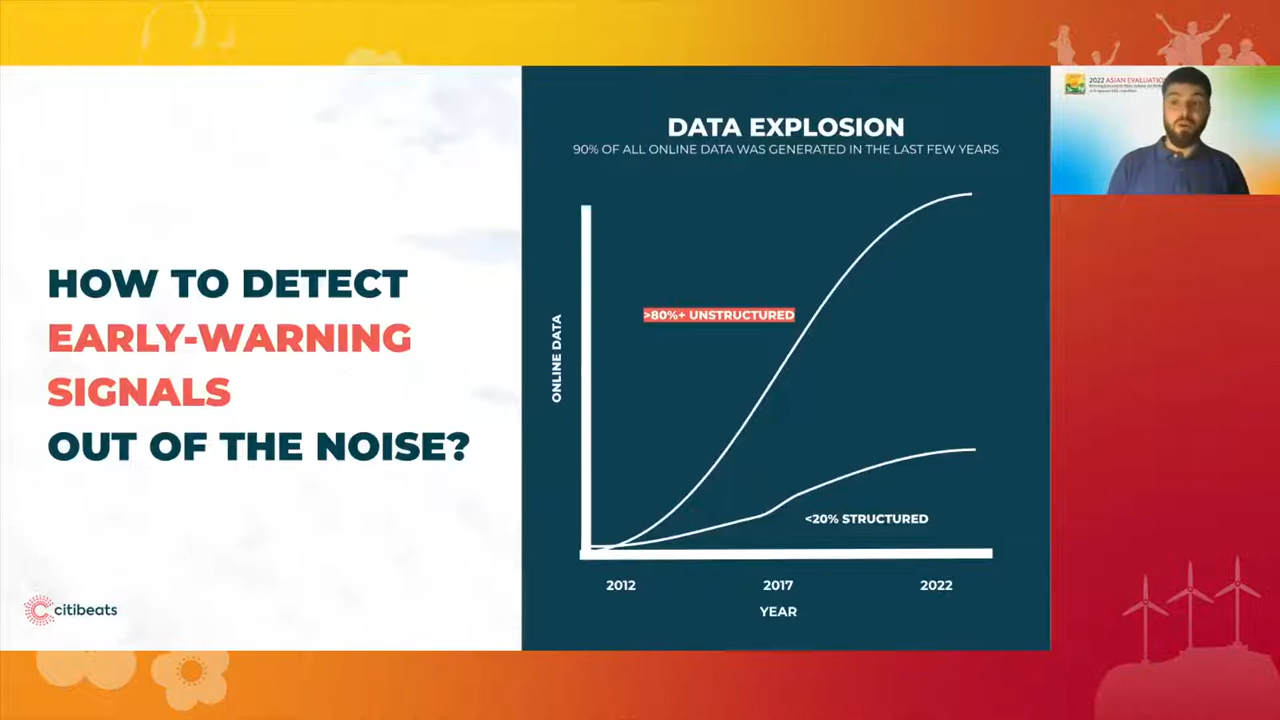 HOW TO DETECT
EARLY-WARNING
SIGNALS
OUT OF THE NOISE?
citibeats
DATA EXPLOSION
90% OF ALL ONLINE DATA WAS GENERATED IN THE LAST FEW YEARS
ONLINE DATA
>80%+ UNSTRUCTURED
<20% STRUCTURED
2012 2017 2022
YEAR
2022 ASIAN EVALUATIO